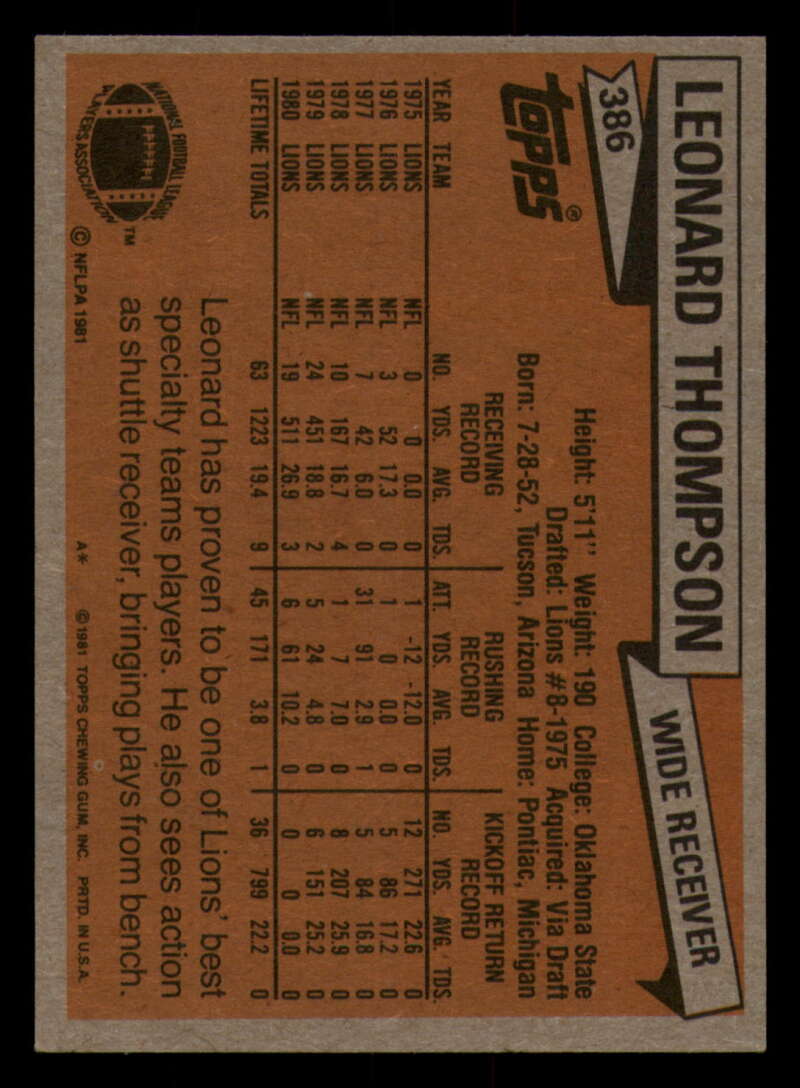 LEONARD THOMPSON
WIDE RECEIVER
386
Topps®
Height: 5'11" Weight: 190 College: Oklahoma State
Drafted: Lions #8-1975 Acquired: Via Draft
Born: 7-28-52, Tucson, Arizona Home: Pontiac, Michigan
RECEIVING RECORD RUSHING RECORD KICKOFF RETURN RECORD
YEAR TEAM NO. YDS. AVG. TDS. ATT. YDS. AVG. TDS. NO. YDS. AVG. TDS.
1975 LIONS NFL 0 0 0.0 0 1 -12 -12.0 0 12 271 22.6 0
1976 LIONS NFL 3 52 17.3 0 1 0 0.0 0 5 86 17.2 0
1977 LIONS NFL 7 42 6.0 0 31 91 2.9 1 5 84 16.8 0
1978 LIONS NFL 10 167 16.7 4 1 7 7.0 0 8 207 25.9 0
1979 LIONS NFL 24 451 18.8 2 5 24 4.8 0 6 151 25.2 0
1980 LIONS NFL 19 511 26.9 3 6 61 10.2 0 0 0 0.0 0
LIFETIME TOTALS 63 1223 19.4 9 45 171 3.8 1 36 799 22.2 0
Leonard has proven to be one of Lions' best
specialty teams players. He also sees action
as shuttle receiver, bringing plays from bench.
NATIONAL FOOTBALL LEAGUE
PLAYERS ASSOCIATION
TM
© NFLPA 1981
A* ©1981 TOPPS CHEWING GUM, INC. PRTD. IN U.S.A.